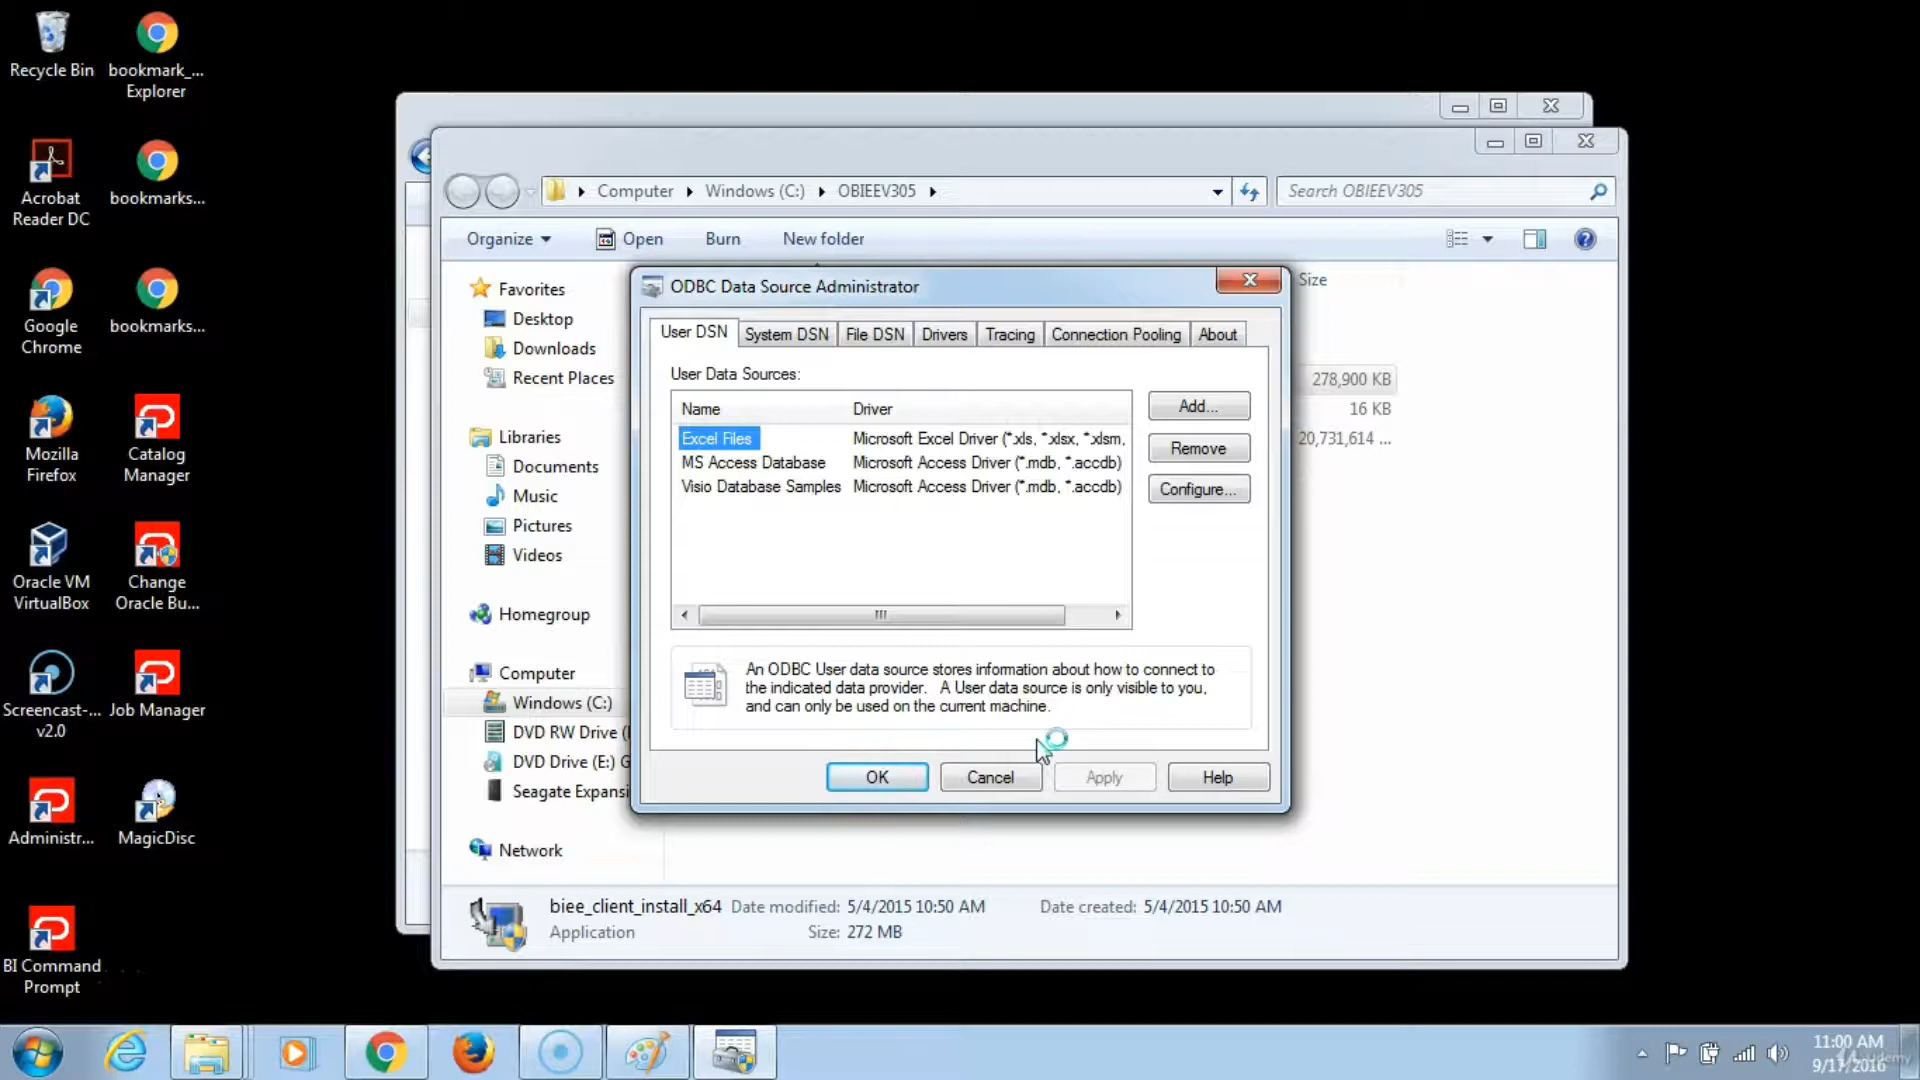 Recycle Bin
bookmark_...
Explorer
Acrobat
Reader DC
bookmarks...
Google
Chrome
bookmarks...
Mozilla
Firefox
Catalog
Manager
Oracle VM
VirtualBox
Change
Oracle Bu...
Screencast-...
v2.0
Job Manager
Administr...
MagicDisc
BI Command
Prompt
Computer
Windows (C:)
OBIEEV305
Search OBIEEV305
Organize
Open
Burn
New folder
Favorites
Desktop
Downloads
Recent Places
Libraries
Documents
Music
Pictures
Videos
Homegroup
Computer
Windows (C:)
DVD RW Drive (
DVD Drive (E:) G
Seagate Expansi
Network
Size
278,900 KB
16 KB
20,731,614 ...
ODBC Data Source Administrator
User DSN
System DSN
File DSN
Drivers
Tracing
Connection Pooling
About
User Data Sources:
Name Driver
Excel Files Microsoft Excel Driver (*.xls, *.xlsx, *.xlsm,
MS Access Database Microsoft Access Driver (*.mdb, *.accdb)
Visio Database Samples Microsoft Access Driver (*.mdb, *.accdb)
Add...
Remove
Configure...
An ODBC User data source stores information about how to connect to
the indicated data provider. A User data source is only visible to you,
and can only be used on the current machine.
OK
Cancel
Apply
Help
biee_client_install_x64 Date modified: 5/4/2015 10:50 AM Date created: 5/4/2015 10:50 AM
Application Size: 272 MB
11:00 AM
9/17/2016
udemy